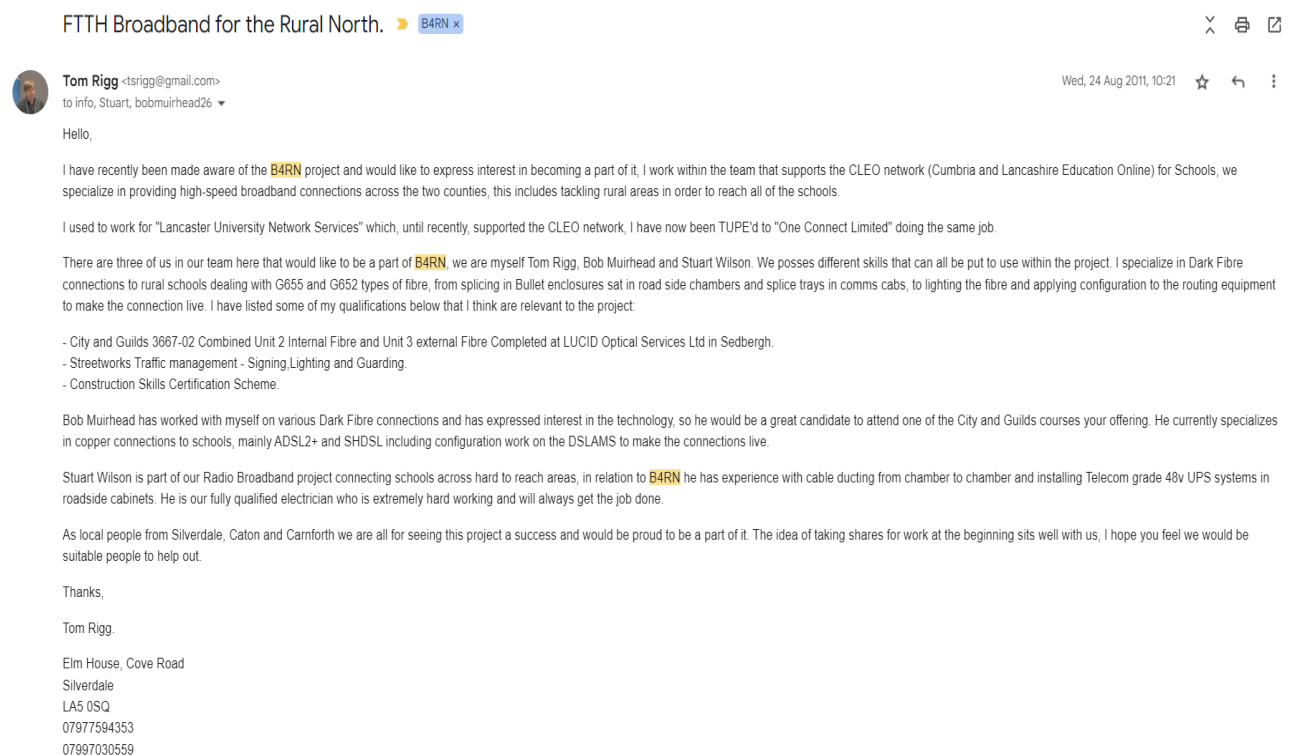 FTTH Broadband for the Rural North. B4RN ×
Tom Rigg <tsrigg@gmail.com> Wed, 24 Aug 2011, 10:21
to info, Stuart, bobmuirhead26
Hello,
I have recently been made aware of the B4RN project and would like to express interest in becoming a part of it, I work within the team that supports the CLEO network (Cumbria and Lancashire Education Online) for Schools, we
specialize in providing high-speed broadband connections across the two counties, this includes tackling rural areas in order to reach all of the schools.
I used to work for "Lancaster University Network Services" which, until recently, supported the CLEO network, I have now been TUPE'd to "One Connect Limited" doing the same job.
There are three of us in our team here that would like to be a part of B4RN, we are myself Tom Rigg, Bob Muirhead and Stuart Wilson. We posses different skills that can all be put to use within the project. I specialize in Dark Fibre
connections to rural schools dealing with G655 and G652 types of fibre, from splicing in Bullet enclosures sat in road side chambers and splice trays in comms cabs, to lighting the fibre and applying configuration to the routing equipment
to make the connection live. I have listed some of my qualifications below that I think are relevant to the project:
- City and Guilds 3667-02 Combined Unit 2 Internal Fibre and Unit 3 external Fibre Completed at LUCID Optical Services Ltd in Sedbergh.
- Streetworks Traffic management - Signing,Lighting and Guarding.
- Construction Skills Certification Scheme.
Bob Muirhead has worked with myself on various Dark Fibre connections and has expressed interest in the technology, so he would be a great candidate to attend one of the City and Guilds courses your offering. He currently specializes
in copper connections to schools, mainly ADSL2+ and SHDSL including configuration work on the DSLAMS to make the connections live.
Stuart Wilson is part of our Radio Broadband project connecting schools across hard to reach areas, in relation to B4RN he has experience with cable ducting from chamber to chamber and installing Telecom grade 48v UPS systems in
roadside cabinets. He is our fully qualified electrician who is extremely hard working and will always get the job done.
As local people from Silverdale, Caton and Carnforth we are all for seeing this project a success and would be proud to be a part of it. The idea of taking shares for work at the beginning sits well with us, I hope you feel we would be
suitable people to help out.
Thanks,
Tom Rigg.
Elm House, Cove Road
Silverdale
LA5 0SQ
07977594353
07997030559